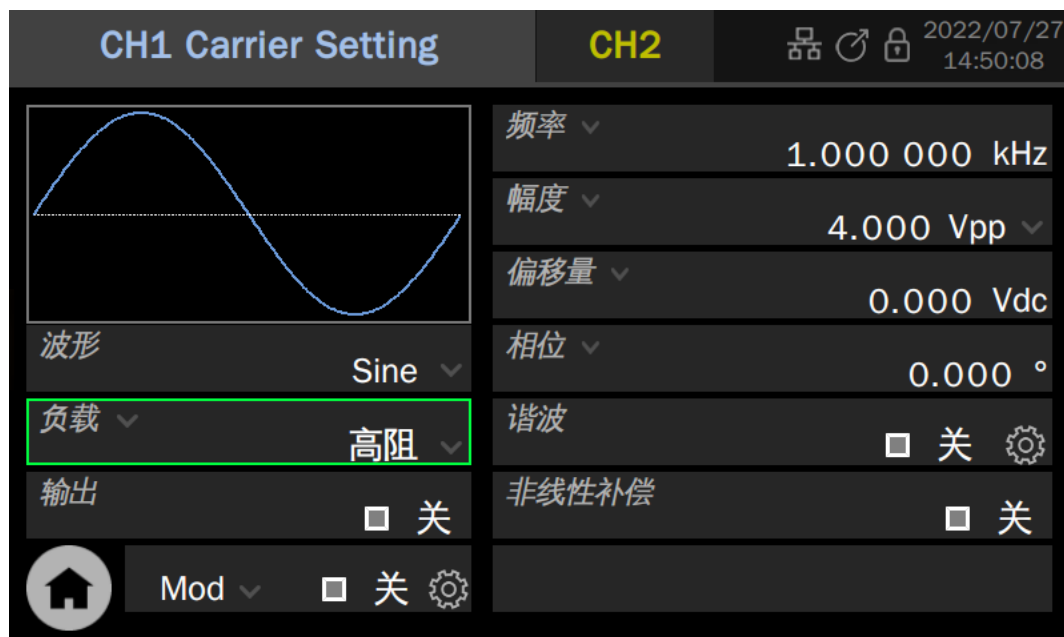 CH1 Carrier Setting
CH2
2022/07/27
14:50:08
频率
1.000 000 kHz
幅度
4.000 Vpp
偏移量
0.000 Vdc
波形
Sine
相位
0.000 °
负载
高阻
谐波
关
输出
关
非线性补偿
关
Mod
关